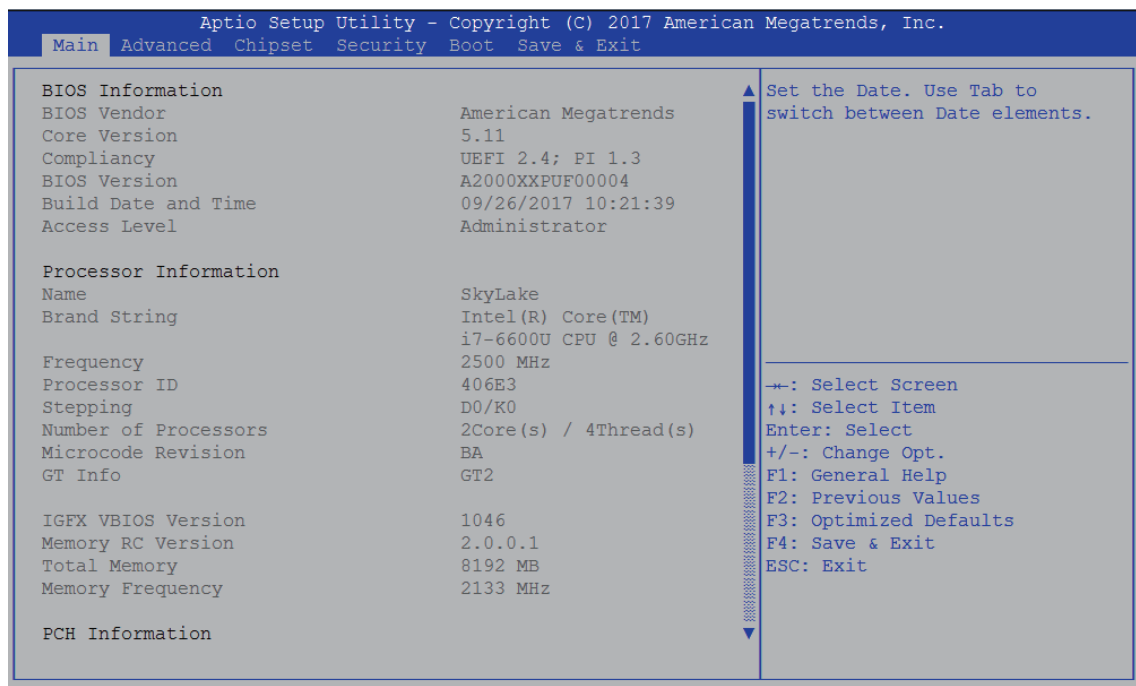 Aptio Setup Utility - Copyright (C) 2017 American Megatrends, Inc.
Main Advanced Chipset Security Boot Save & Exit
BIOS Information
BIOS Vendor American Megatrends
Core Version 5.11
Compliancy UEFI 2.4; PI 1.3
BIOS Version A2000XXPUF00004
Build Date and Time 09/26/2017 10:21:39
Access Level Administrator
Processor Information
Name SkyLake
Brand String Intel(R) Core(TM)
i7-6600U CPU @ 2.60GHz
Frequency 2500 MHz
Processor ID 406E3
Stepping D0/K0
Number of Processors 2Core(s) / 4Thread(s)
Microcode Revision BA
GT Info GT2
IGFX VBIOS Version 1046
Memory RC Version 2.0.0.1
Total Memory 8192 MB
Memory Frequency 2133 MHz
PCH Information
Set the Date. Use Tab to
switch between Date elements.
→←: Select Screen
↑↓: Select Item
Enter: Select
+/-: Change Opt.
F1: General Help
F2: Previous Values
F3: Optimized Defaults
F4: Save & Exit
ESC: Exit